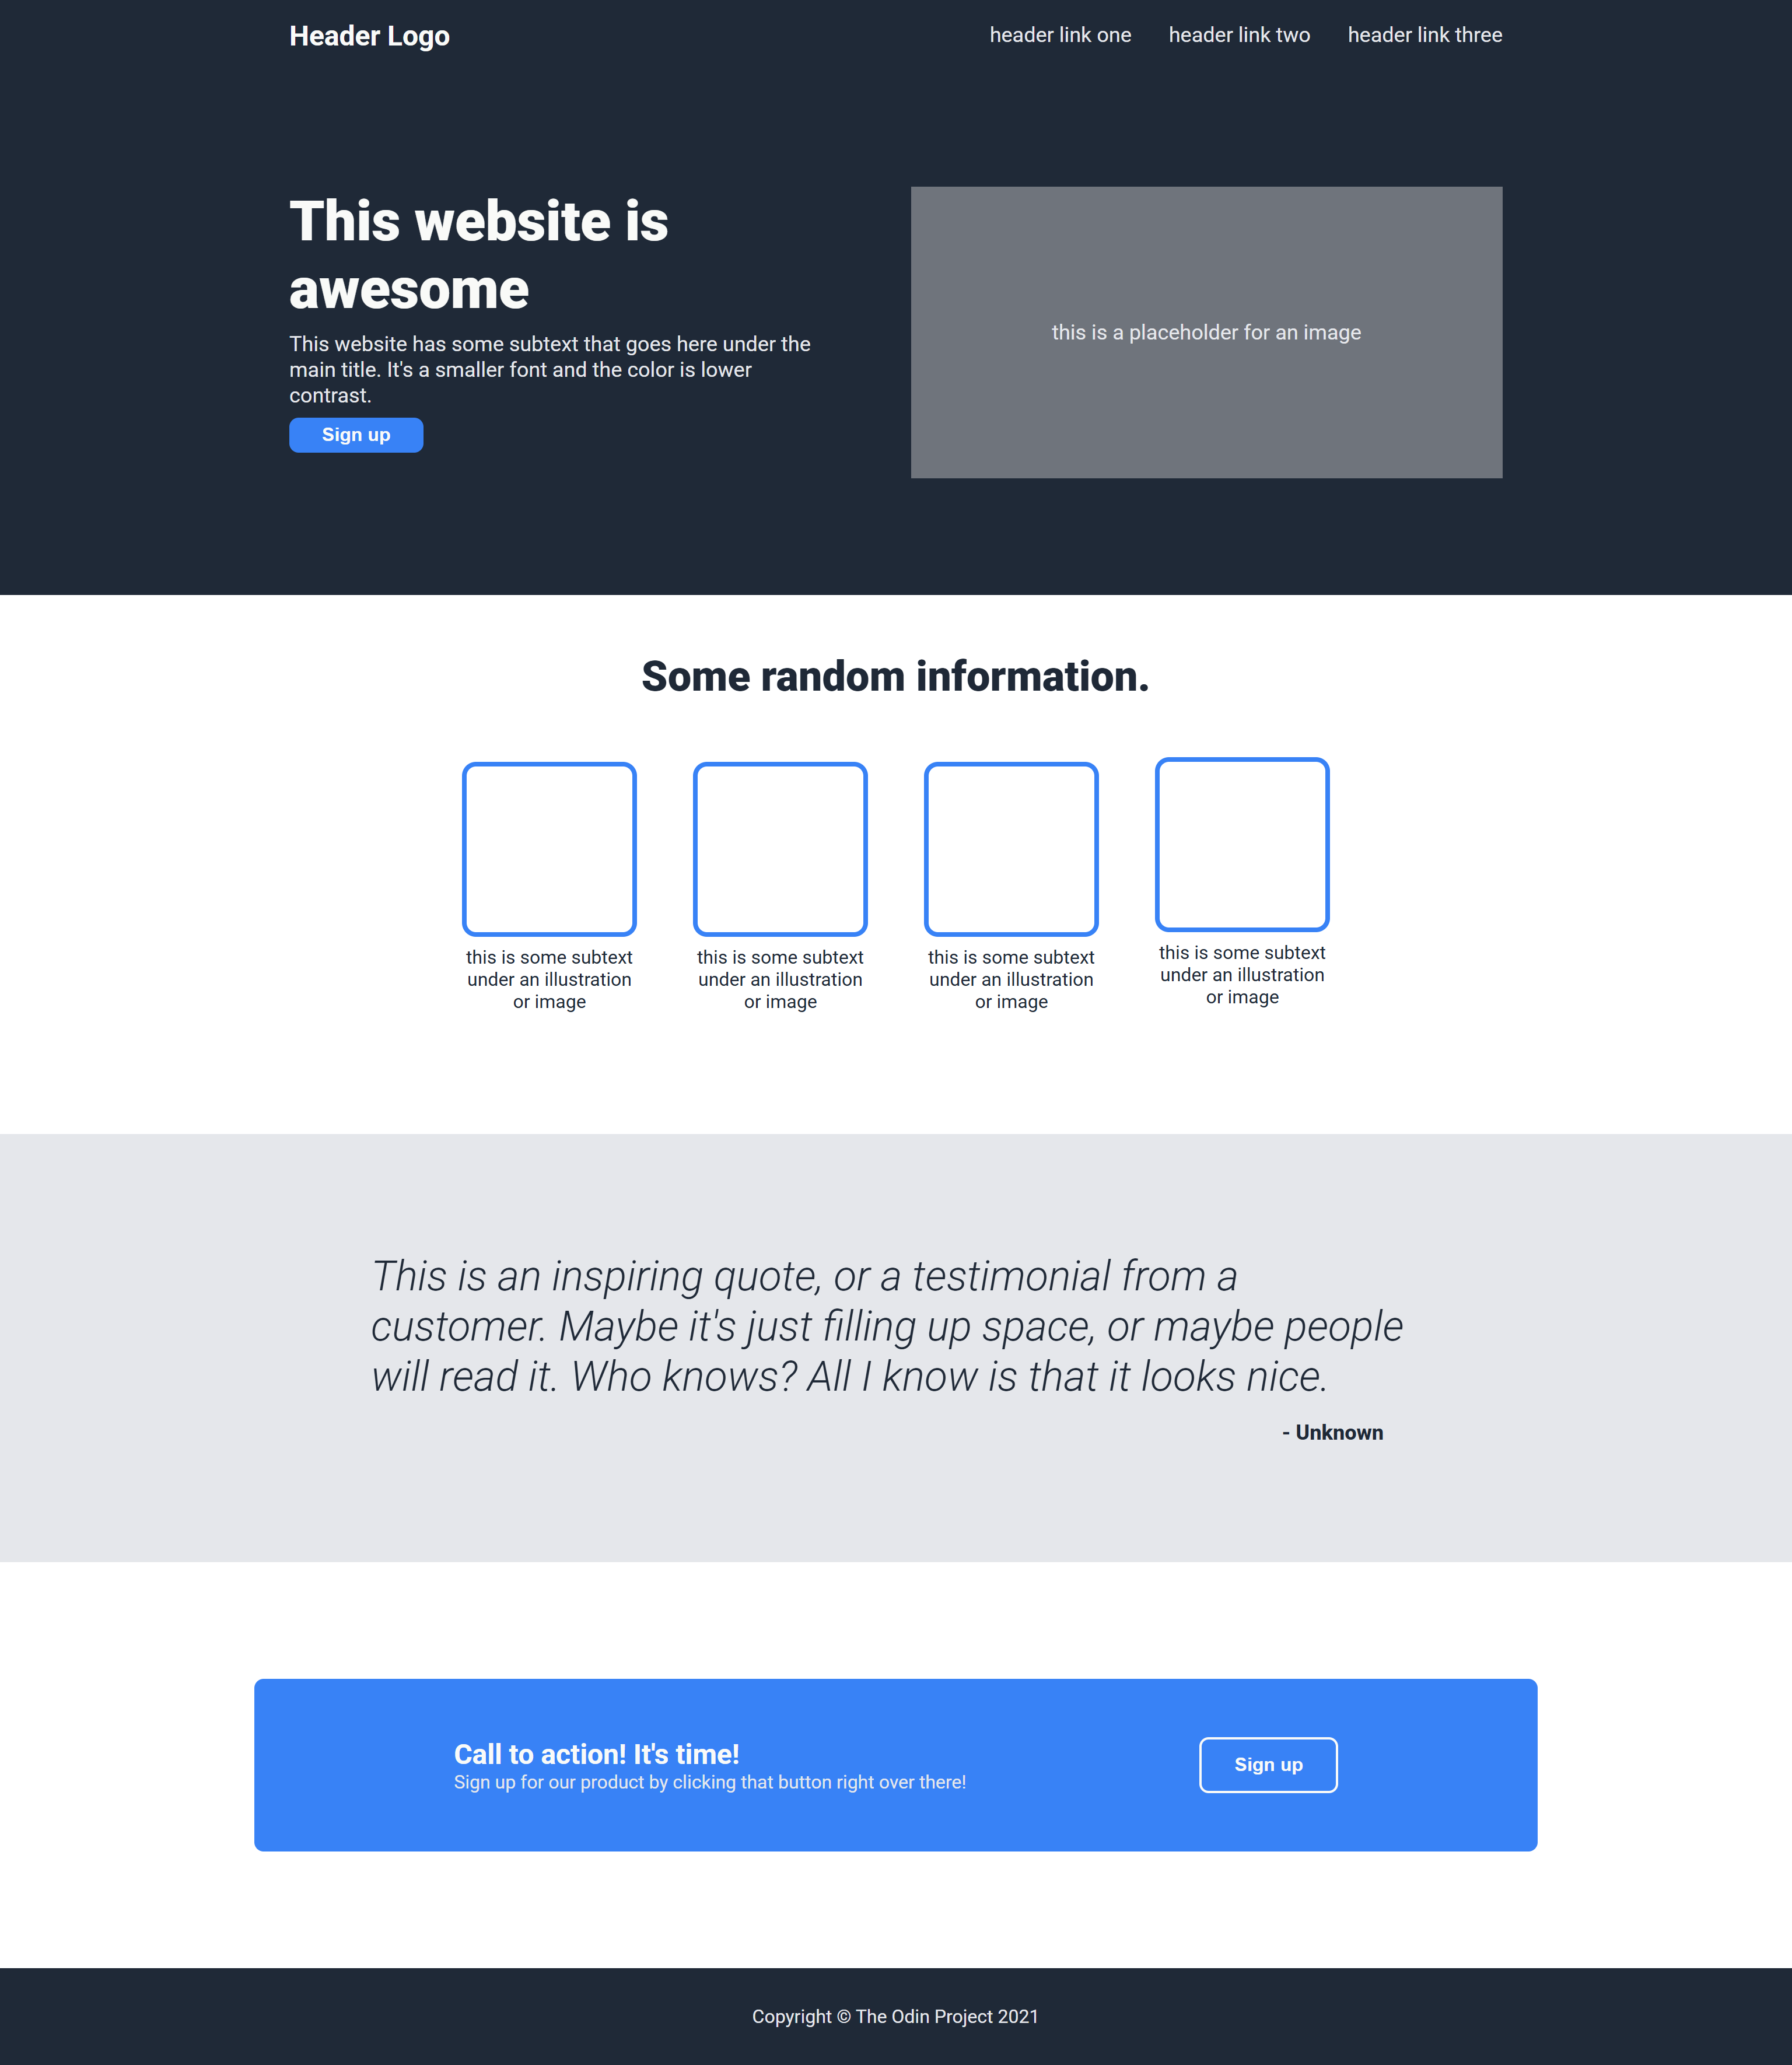 Header Logo
header link one
header link two
header link three
This website is
awesome
This website has some subtext that goes here under the
main title. It's a smaller font and the color is lower
contrast.
Sign up
this is a placeholder for an image
Some random information.
this is some subtext
under an illustration
or image
this is some subtext
under an illustration
or image
this is some subtext
under an illustration
or image
this is some subtext
under an illustration
or image
This is an inspiring quote, or a testimonial from a
customer. Maybe it's just filling up space, or maybe people
will read it. Who knows? All I know is that it looks nice.
- Unknown
Call to action! It's time!
Sign up for our product by clicking that button right over there!
Sign up
Copyright © The Odin Project 2021